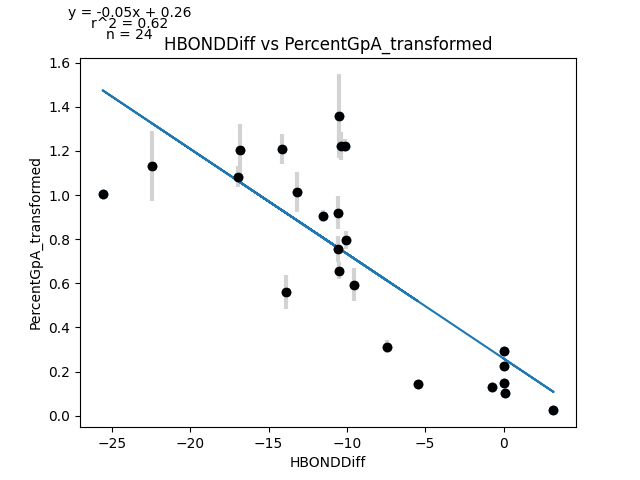 y = -0.05x + 0.26
r^2 = 0.62
n = 24
HBONDDiff vs PercentGpA_transformed
PercentGpA_transformed
1.6
1.4
1.2
1.0
0.8
0.6
0.4
0.2
0.0
−25
−20
−15
−10
−5
0
HBONDDiff